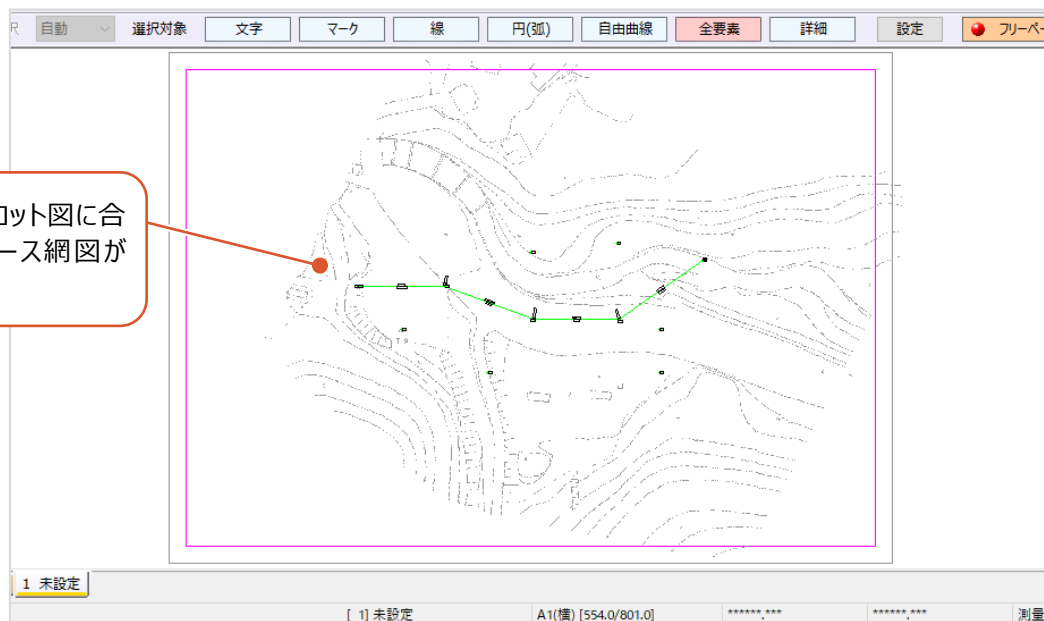 自動
選択対象
文字
マーク
線
円(弧)
自由曲線
全要素
詳細
設定
フリーペー
ロット図に合
ース網図が
1 未設定
[ 1] 未設定
A1(横) [554.0/801.0]
******.***
******.***
測量